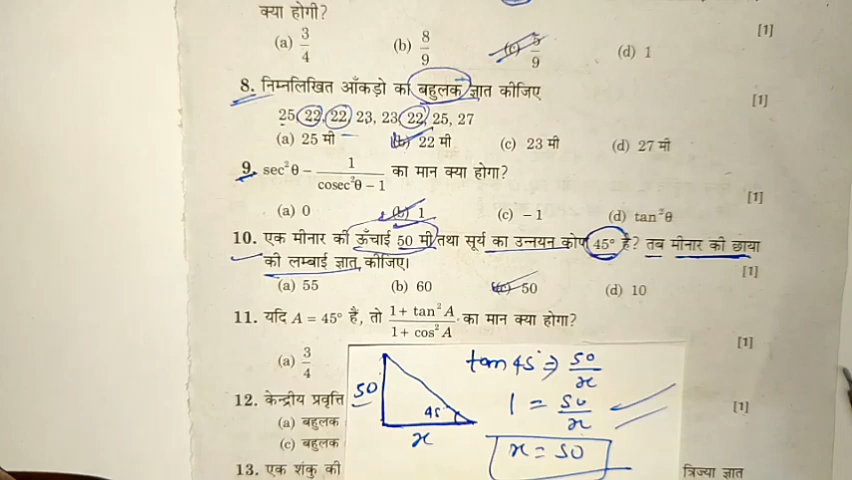 क्या होगी?
[1]
(a) 3/4 (b) 8/9 (c) 5/9 (d) 1
8. निम्नलिखित आँकड़ो का बहुलक ज्ञात कीजिए
[1]
25, 22, 22, 23, 23, 22, 25, 27
(a) 25 मी (b) 22 मी (c) 23 मी (d) 27 मी
9. sec²θ − 1/(cosec²θ − 1) का मान क्या होगा?
[1]
(a) 0 (b) 1 (c) − 1 (d) tan²θ
10. एक मीनार की ऊँचाई 50 मी तथा सूर्य का उन्नयन कोण 45° है? तब मीनार की छाया
की लम्बाई ज्ञात कीजिए।
[1]
(a) 55 (b) 60 (c) 50 (d) 10
11. यदि A = 45° है, तो (1 + tan² A)/(1 + cos² A) का मान क्या होगा?
[1]
(a) 3/4
12. केन्द्रीय प्रवृत्ति
[1]
(a) बहुलक
(c) बहुलक
13. एक शंकु की
त्रिज्या ज्ञात
50
45°
x
tan 45° ⇒ 50/x
1 = 50/x
x = 50